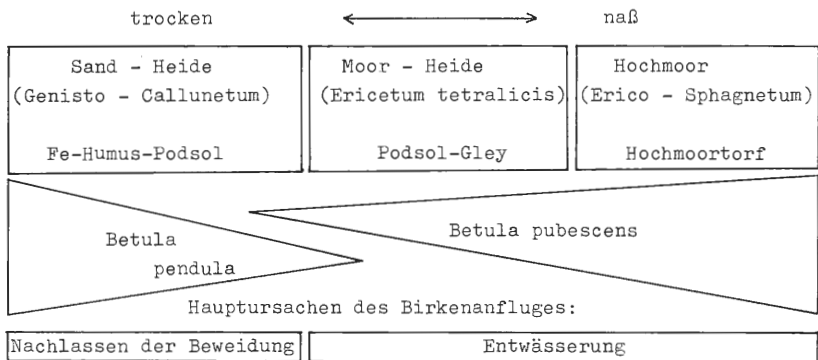 trocken naß
Sand - Heide Moor - Heide Hochmoor
(Genisto - Callunetum) (Ericetum tetralicis) (Erico - Sphagnetum)
Fe-Humus-Podsol Podsol-Gley Hochmoortorf
Betula pubescens
Betula
pendula
Hauptursachen des Birkenanfluges:
Nachlassen der Beweidung Entwässerung